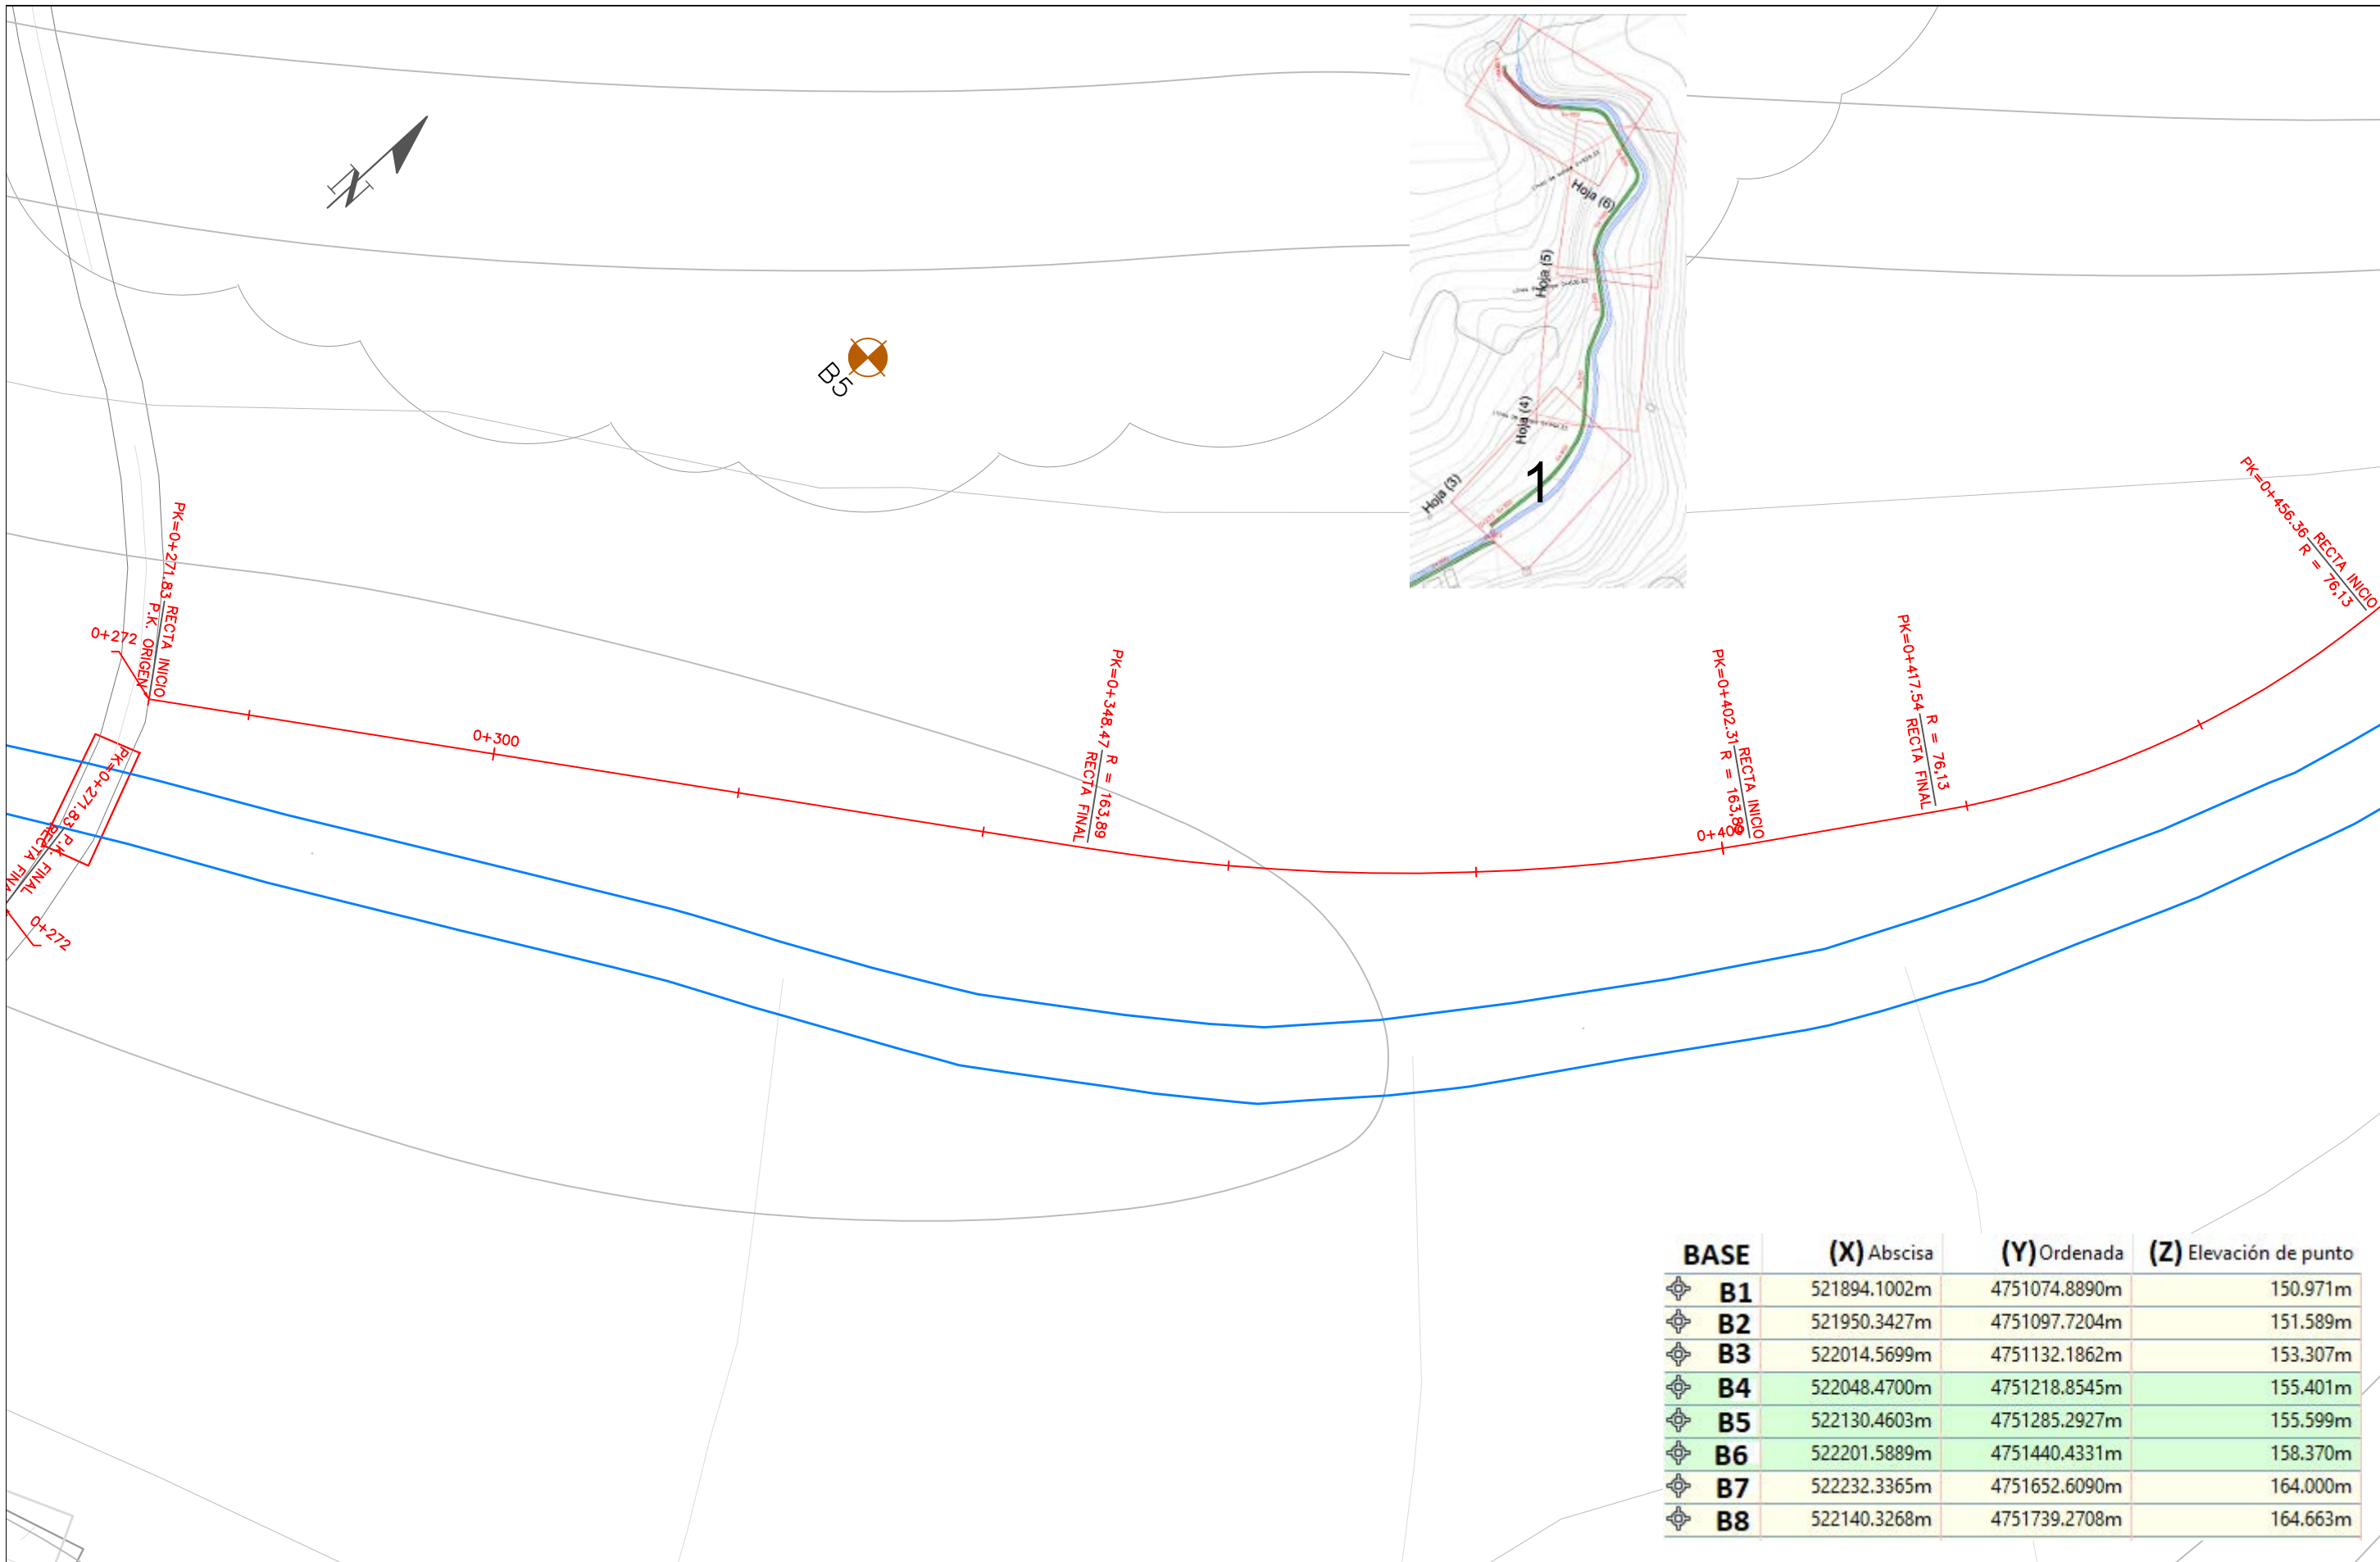 N
B5
Hoja (6)
Hoja (5)
Hoja (4)
Hoja (3)
1
PK=0+271.83 RECTA INICIO
P.K. ORIGEN
0+272
0+300
PK=0+348.47 R = 163,89
RECTA FINAL
PK=0+402.31 RECTA INICIO
R = 163,89
0+400
PK=0+417.54 R = 76,13
RECTA FINAL
PK=0+456.36 RECTA INICIO
R = 76,13
PK=0+271.83 P.K. FINAL
RECTA
0+272
BASE (X) Abscisa (Y) Ordenada (Z) Elevación de punto
B1 521894.1002m 4751074.8890m 150.971m
B2 521950.3427m 4751097.7204m 151.589m
B3 522014.5699m 4751132.1862m 153.307m
B4 522048.4700m 4751218.8545m 155.401m
B5 522130.4603m 4751285.2927m 155.599m
B6 522201.5889m 4751440.4331m 158.370m
B7 522232.3365m 4751652.6090m 164.000m
B8 522140.3268m 4751739.2708m 164.663m